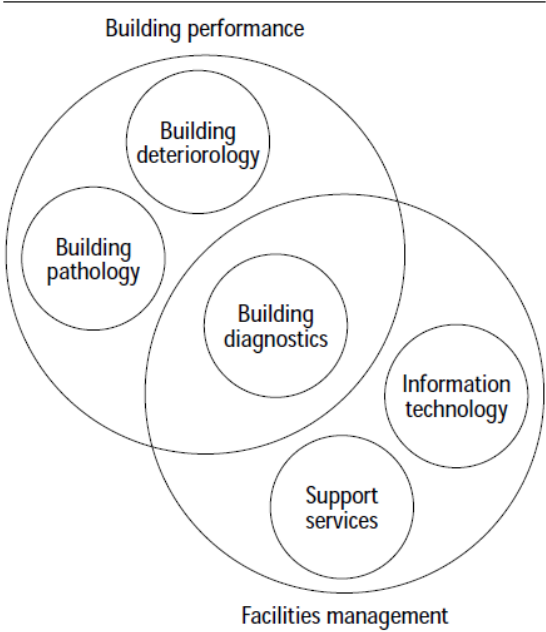 Building performance
Building
deteriorology
Building
pathology
Building
diagnostics
Information
technology
Support
services
Facilities management